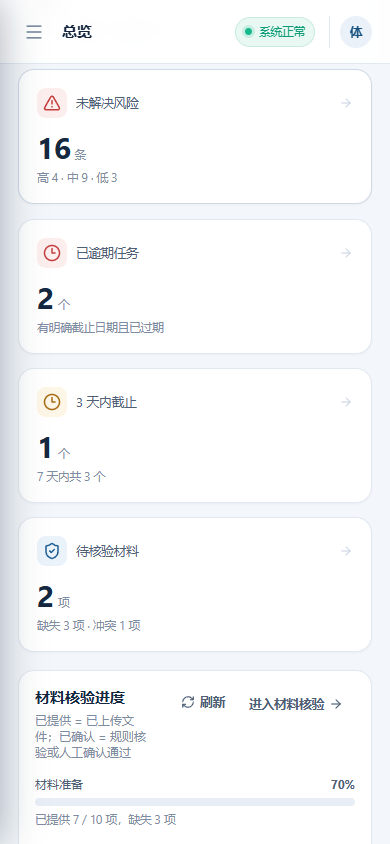 总览
系统正常
体
未解决风险
16 条
高 4 · 中 9 · 低 3
已逾期任务
2 个
有明确截止日期且已过期
3 天内截止
1 个
7 天内共 3 个
待核验材料
2 项
缺失 3 项 · 冲突 1 项
材料核验进度
刷新
进入材料核验
已提供 = 已上传文
件；已确认 = 规则核
验或人工确认通过
材料准备
70%
已提供 7 / 10 项，缺失 3 项